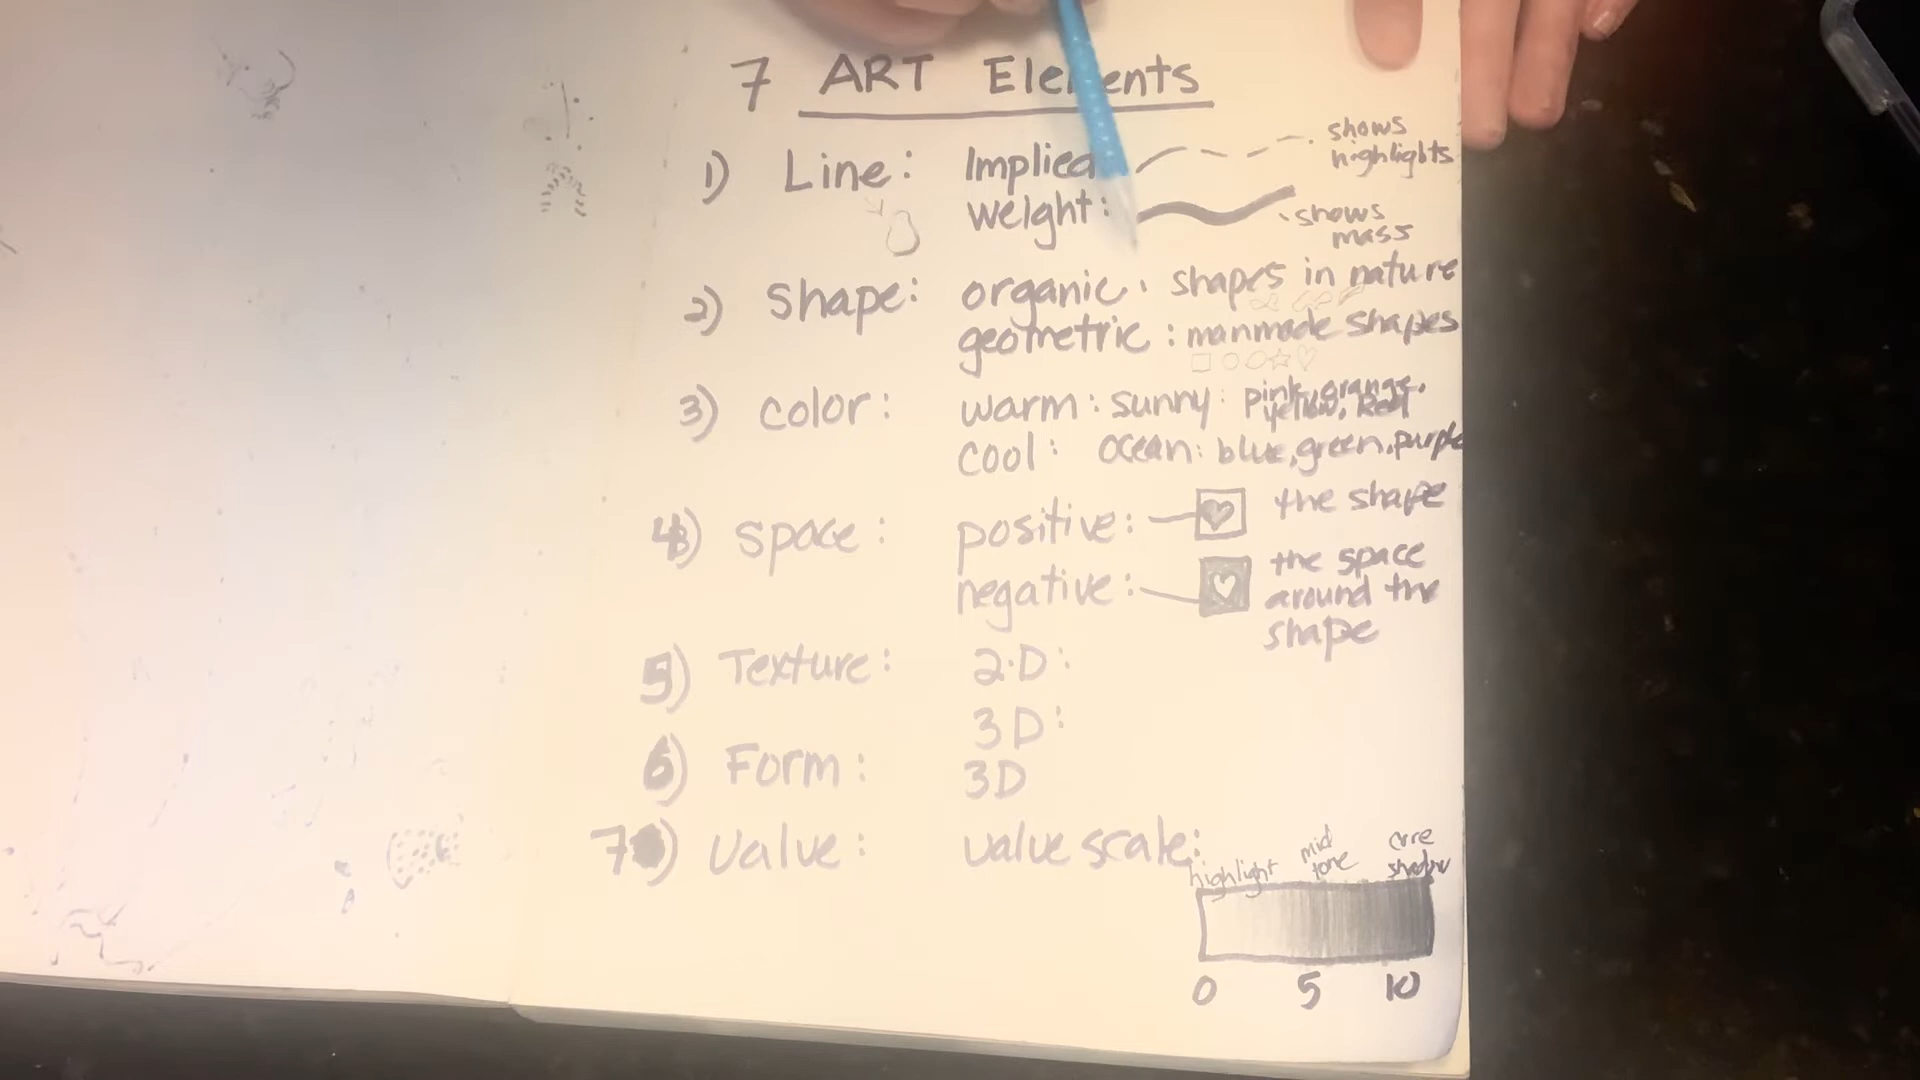 7 ART Elements
1) Line: Implied shows highlights
weight: shows mass
2) Shape: organic: shapes in nature
geometric: manmade shapes
3) color: warm: sunny: pink, orange, yellow, Red
cool: ocean: blue, green, purple
4) space: positive: the shape
negative: the space around the shape
5) Texture: 2-D:
3D:
6) Form: 3D
7) value: value scale:
highlight mid tone core shadow
0 5 10